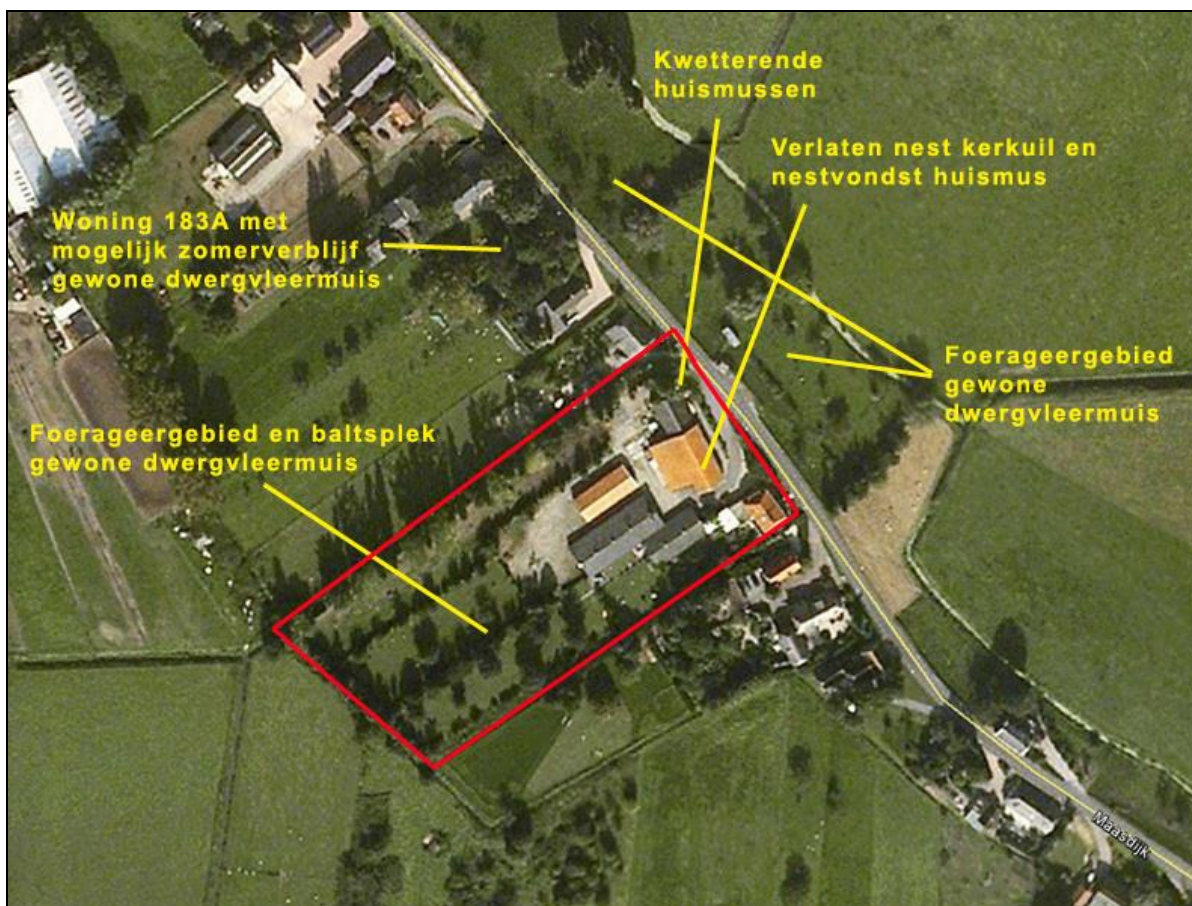 Kwetterende
huismussen
Verlaten nest kerkuil en
nestvondst huismus
Woning 183A met
mogelijk zomerverblijf
gewone dwergvleermuis
Foerageergebied
gewone
dwergvleermuis
Foerageergebied en baltsplek
gewone dwergvleermuis
Maasdijk